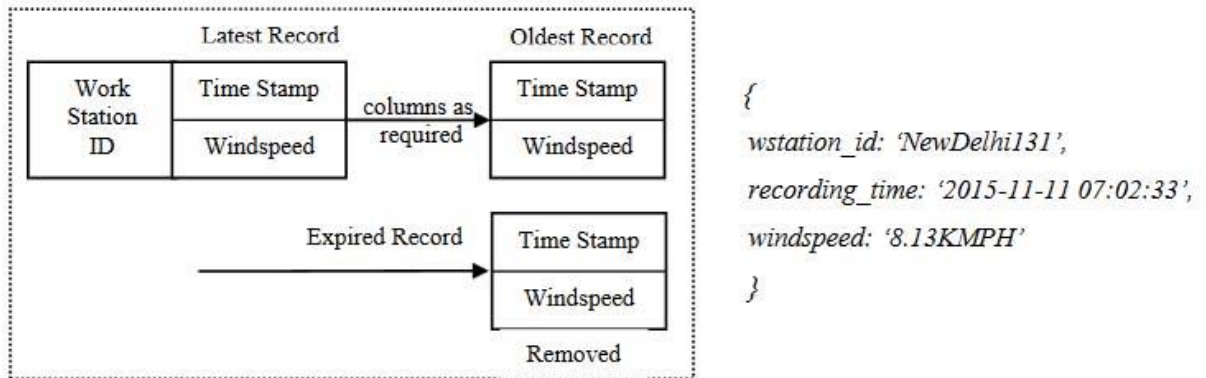 Latest Record
Oldest Record
Work
Station
ID
Time Stamp
Windspeed
columns as
required
Time Stamp
Windspeed
Expired Record
Time Stamp
Windspeed
Removed
{
wstation_id: ‘NewDelhi131’,
recording_time: ‘2015-11-11 07:02:33’,
windspeed: ‘8.13KMPH’
}